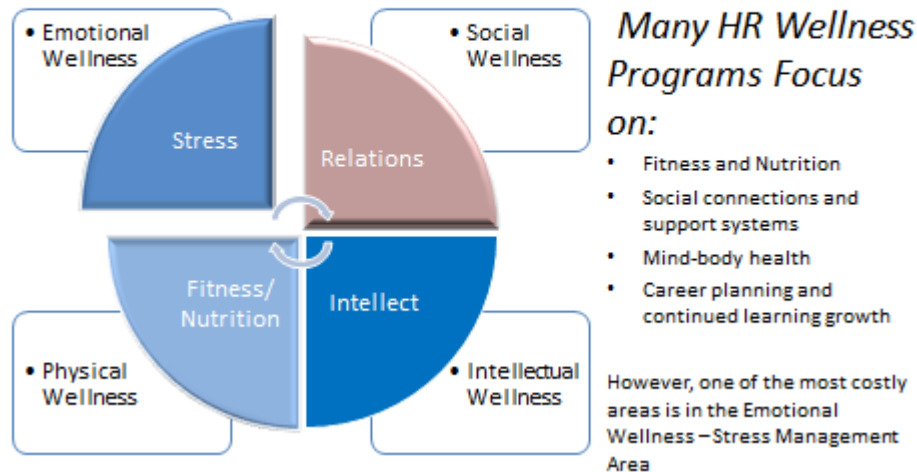 • Emotional
Wellness
• Social
Wellness
Stress
Relations
Fitness/
Nutrition
Intellect
• Physical
Wellness
• Intellectual
Wellness
Many HR Wellness
Programs Focus
on:
• Fitness and Nutrition
• Social connections and
support systems
• Mind-body health
• Career planning and
continued learning growth
However, one of the most costly
areas is in the Emotional
Wellness – Stress Management
Area